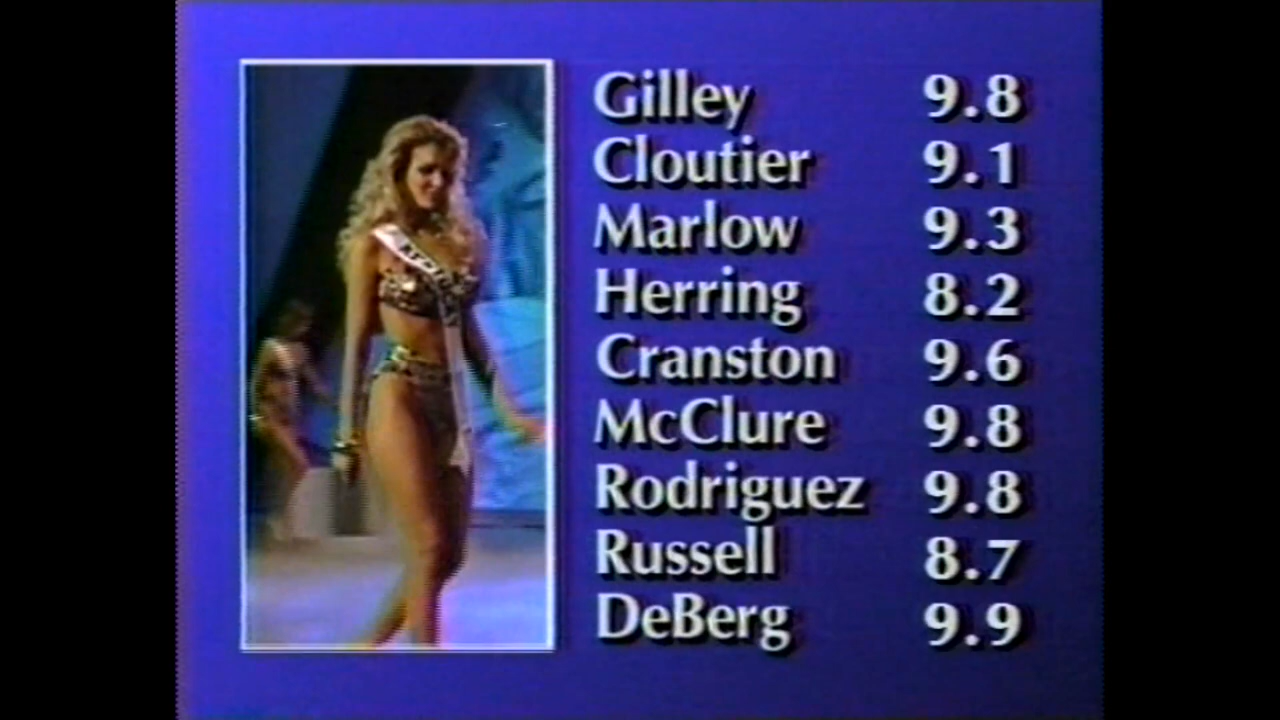 Gilley 9.8
Cloutier 9.1
Marlow 9.3
Herring 8.2
Cranston 9.6
McClure 9.8
Rodriguez 9.8
Russell 8.7
DeBerg 9.9